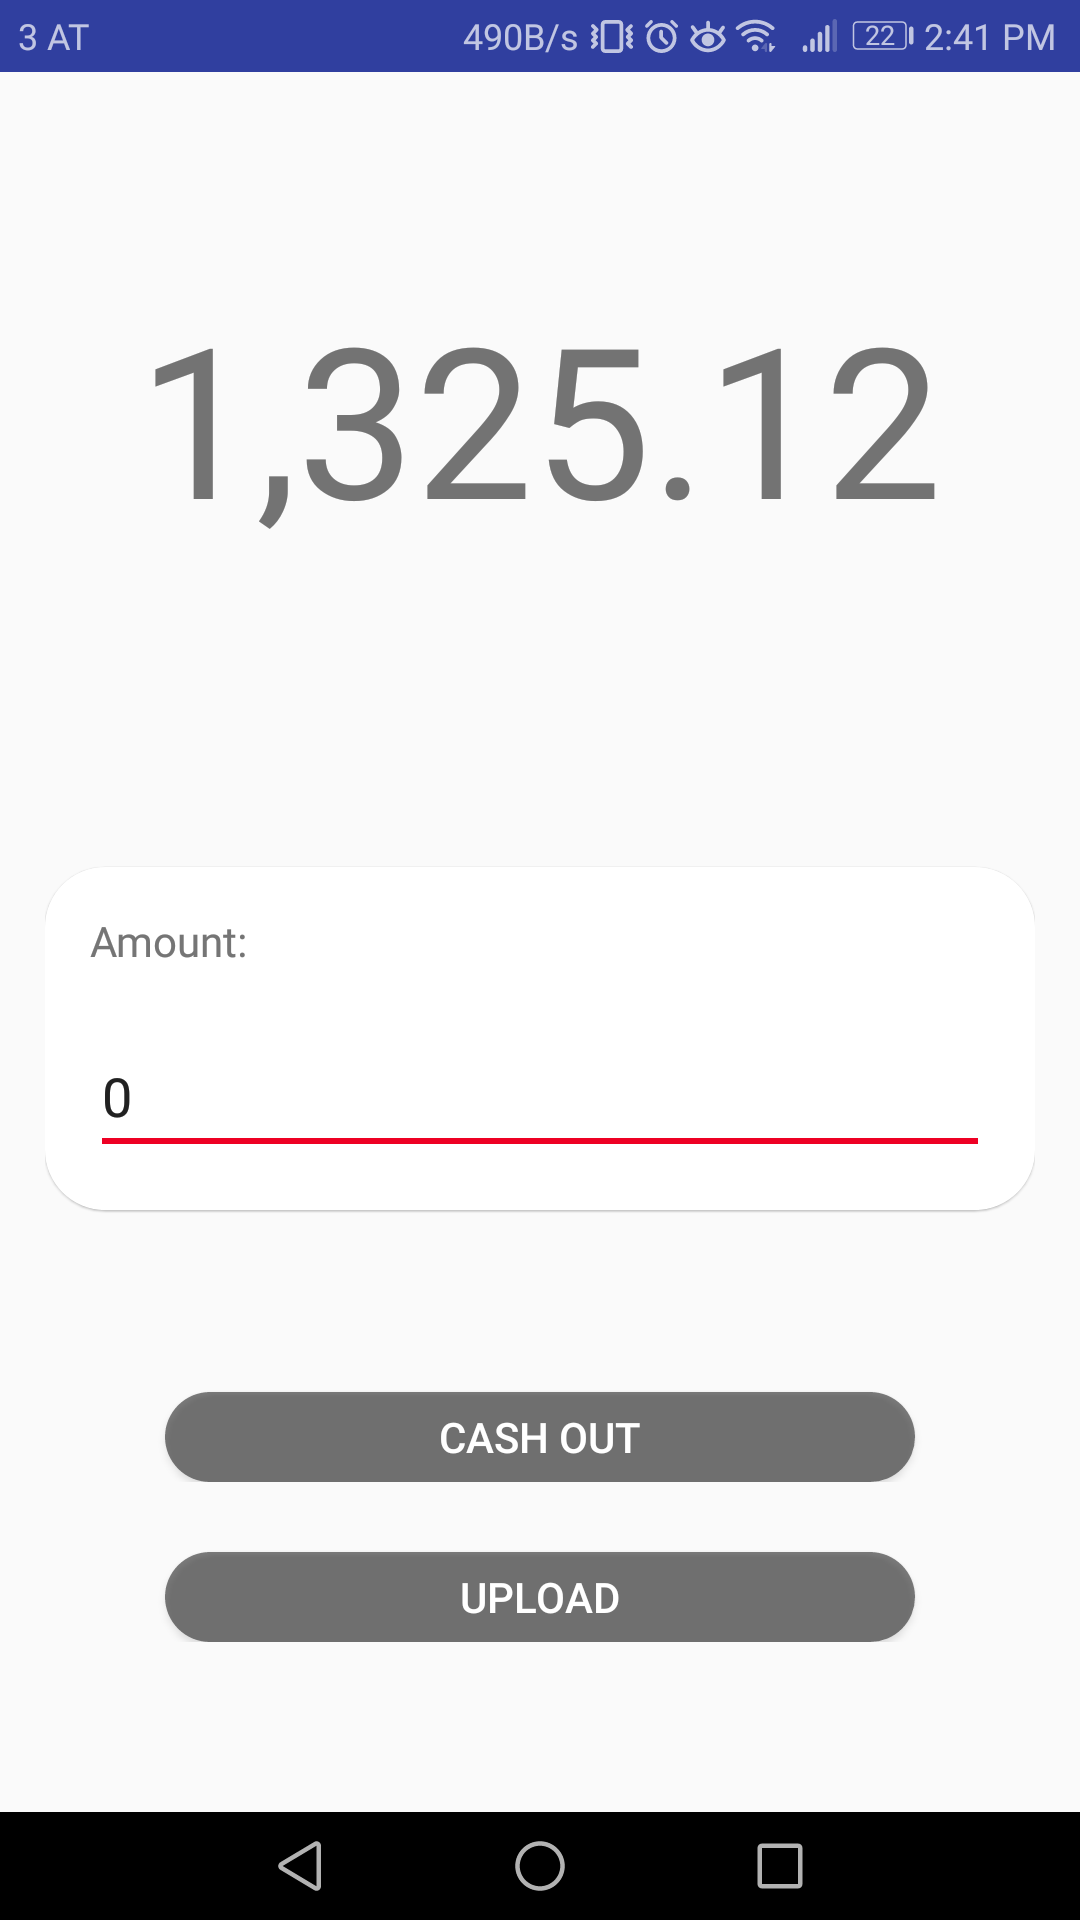 3 AT 490B/s 22 2:41 PM
1,325.12
Amount:
0
CASH OUT
UPLOAD